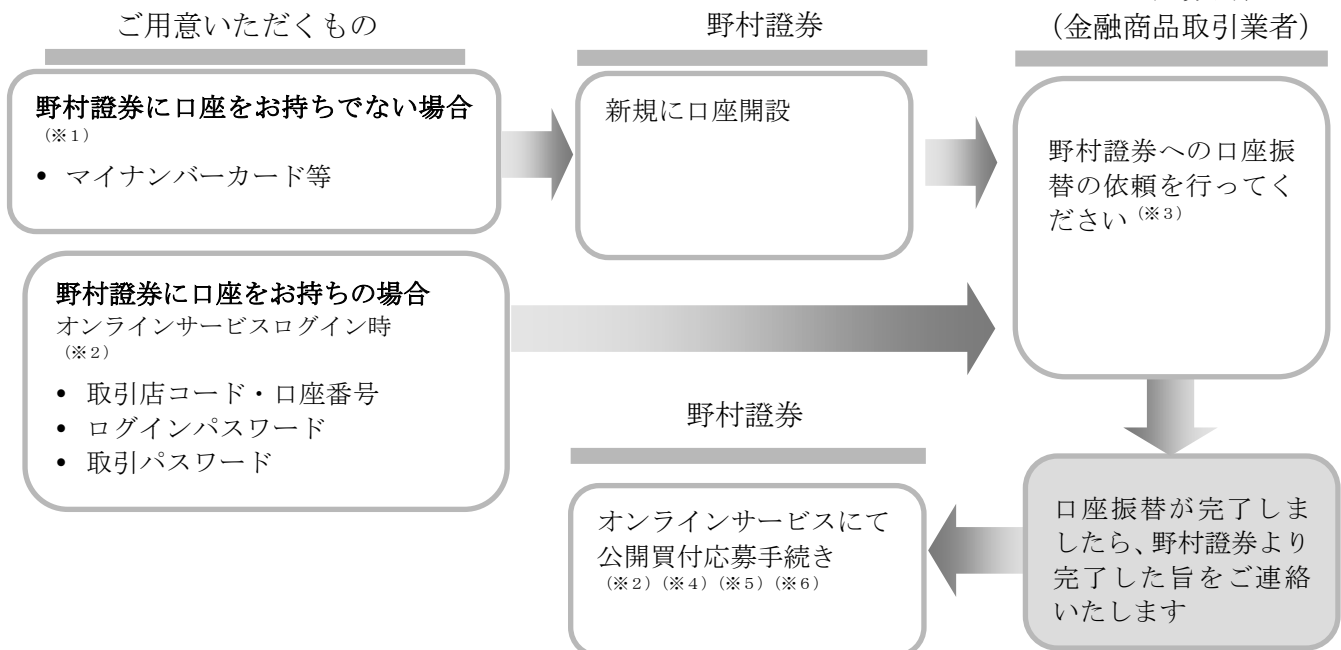 ご用意いただくもの
野村證券
（金融商品取引業者）
野村證券に口座をお持ちでない場合
（※１）
• マイナンバーカード等
新規に口座開設
野村證券への口座振
替の依頼を行ってく
ださい（※３）
野村證券に口座をお持ちの場合
オンラインサービスログイン時
（※２）
• 取引店コード・口座番号
• ログインパスワード
• 取引パスワード
口座振替が完了しま
したら、野村證券より
完了した旨をご連絡
いたします
野村證券
オンラインサービスにて
公開買付応募手続き
（※２）（※４）（※５）（※６）